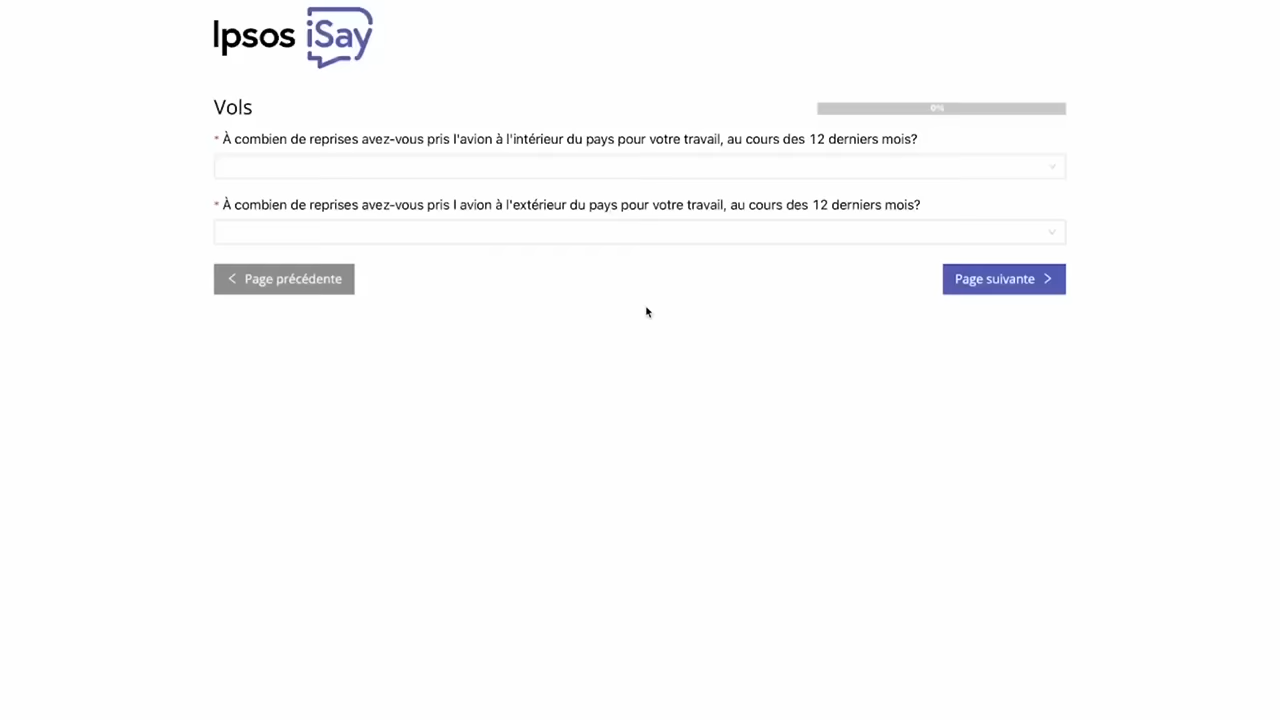 Ipsos iSay
Vols
0%
* À combien de reprises avez-vous pris l'avion à l'intérieur du pays pour votre travail, au cours des 12 derniers mois?
* À combien de reprises avez-vous pris l avion à l'extérieur du pays pour votre travail, au cours des 12 derniers mois?
< Page précédente
Page suivante >